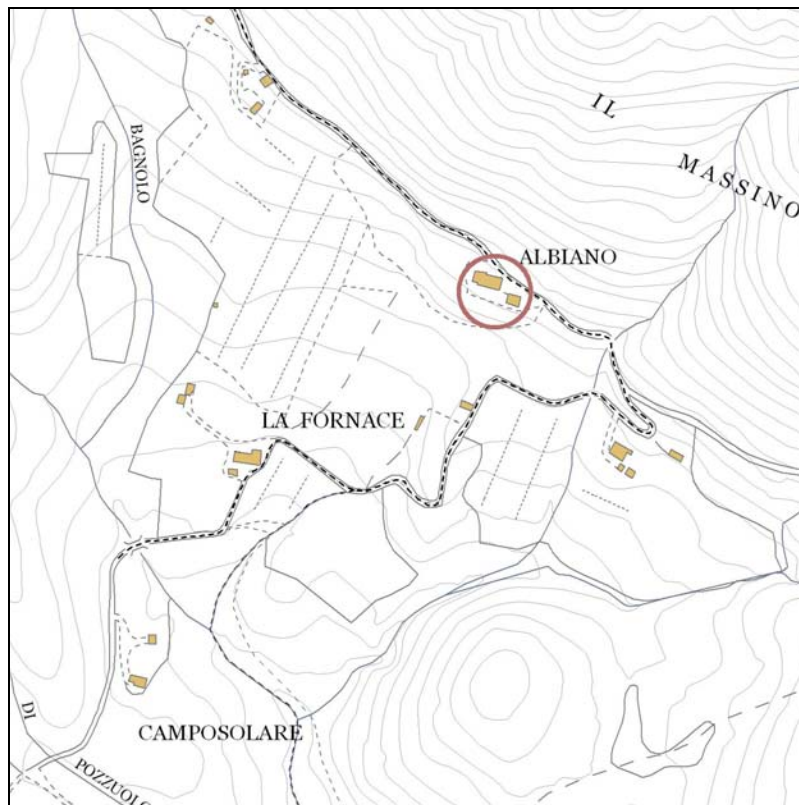 IL
MASSINO
BAGNOLO
ALBIANO
LA FORNACE
DI
CAMPOSOLARE
POZZUOLO